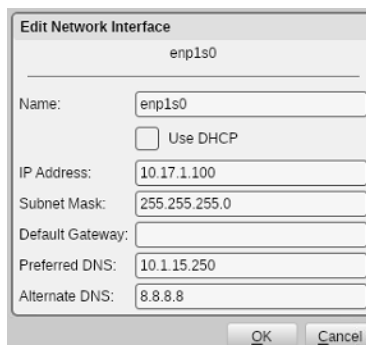 Edit Network Interface
enp1s0
Name: enp1s0
Use DHCP
IP Address: 10.17.1.100
Subnet Mask: 255.255.255.0
Default Gateway:
Preferred DNS: 10.1.15.250
Alternate DNS: 8.8.8.8
OK Cancel